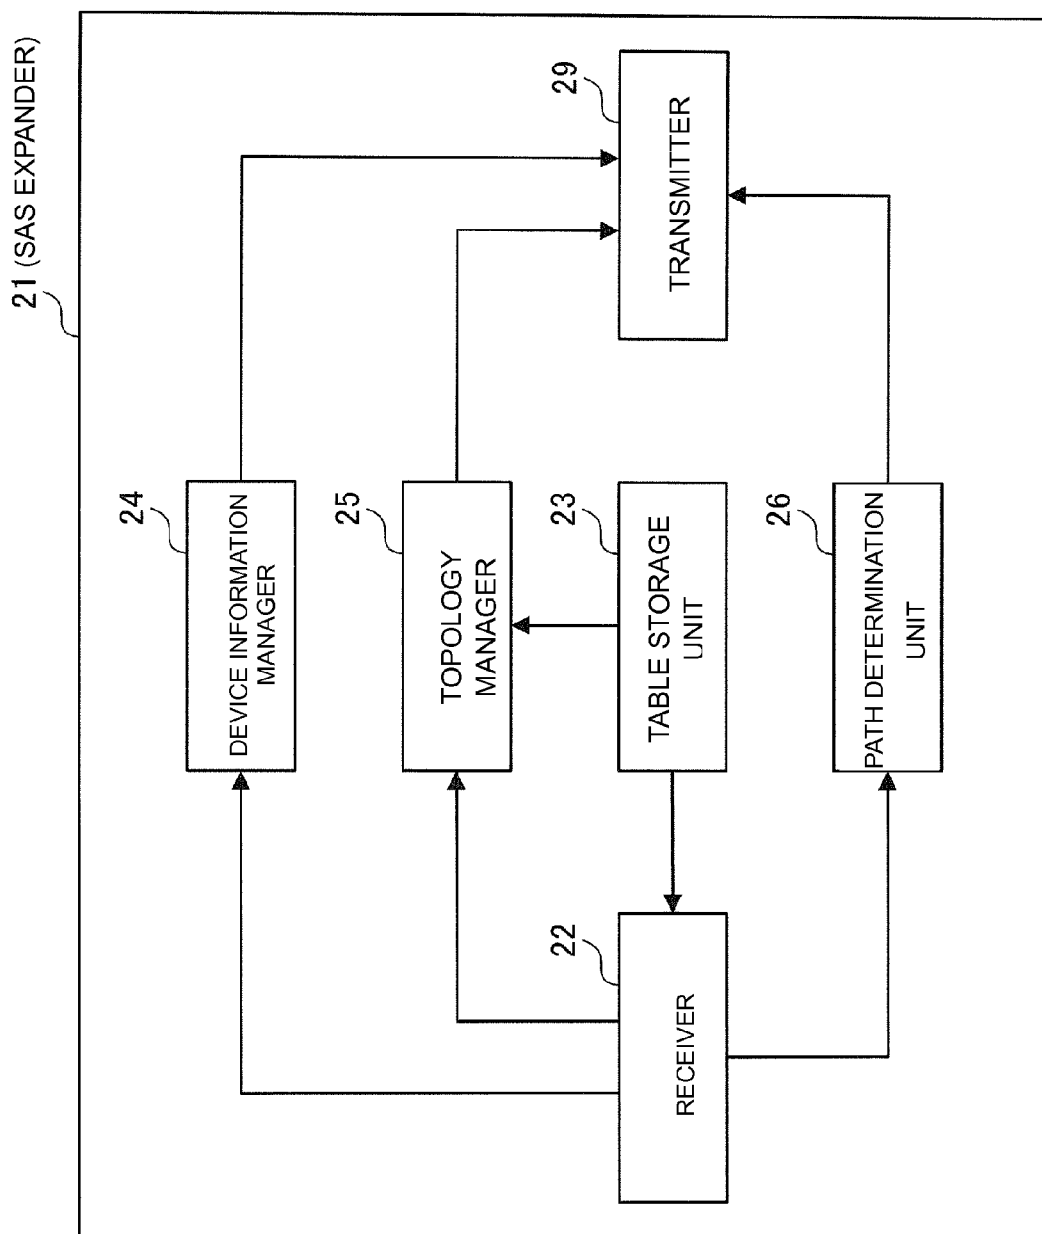 21 (SAS EXPANDER)
24
DEVICE INFORMATION
MANAGER
25
TOPOLOGY
MANAGER
22
RECEIVER
23
TABLE STORAGE
UNIT
29
TRANSMITTER
26
PATH DETERMINATION
UNIT